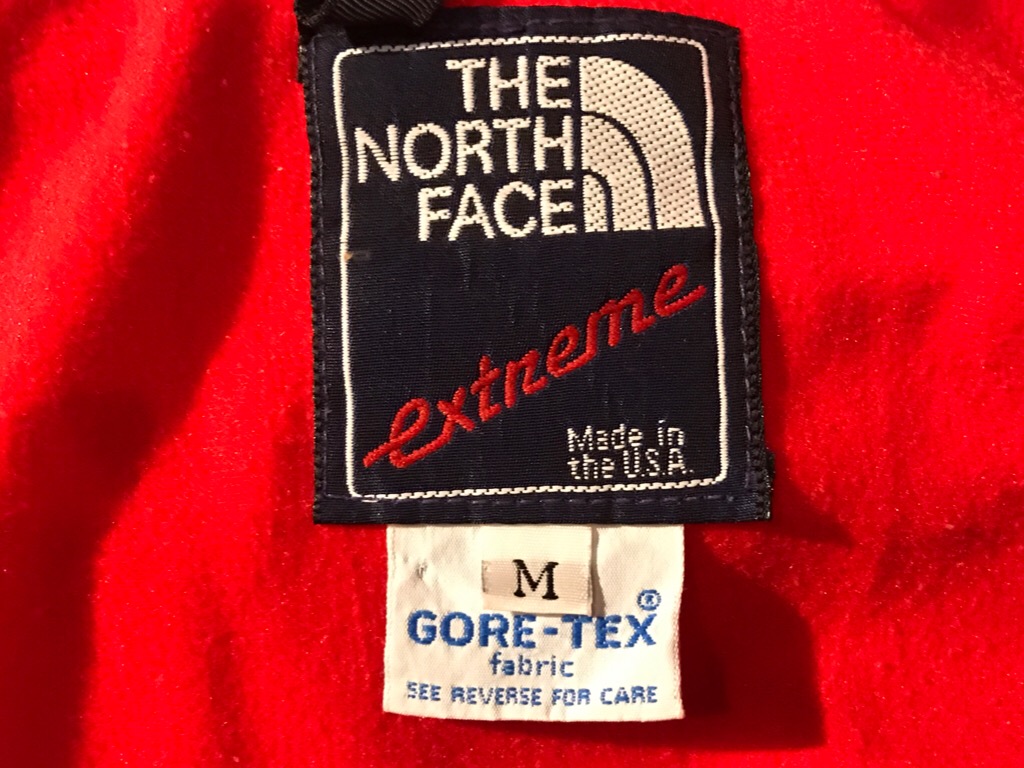 THE
NORTH
FACE
extreme
Made in
the U.S.A.
M
GORE-TEX®
fabric
SEE REVERSE FOR CARE